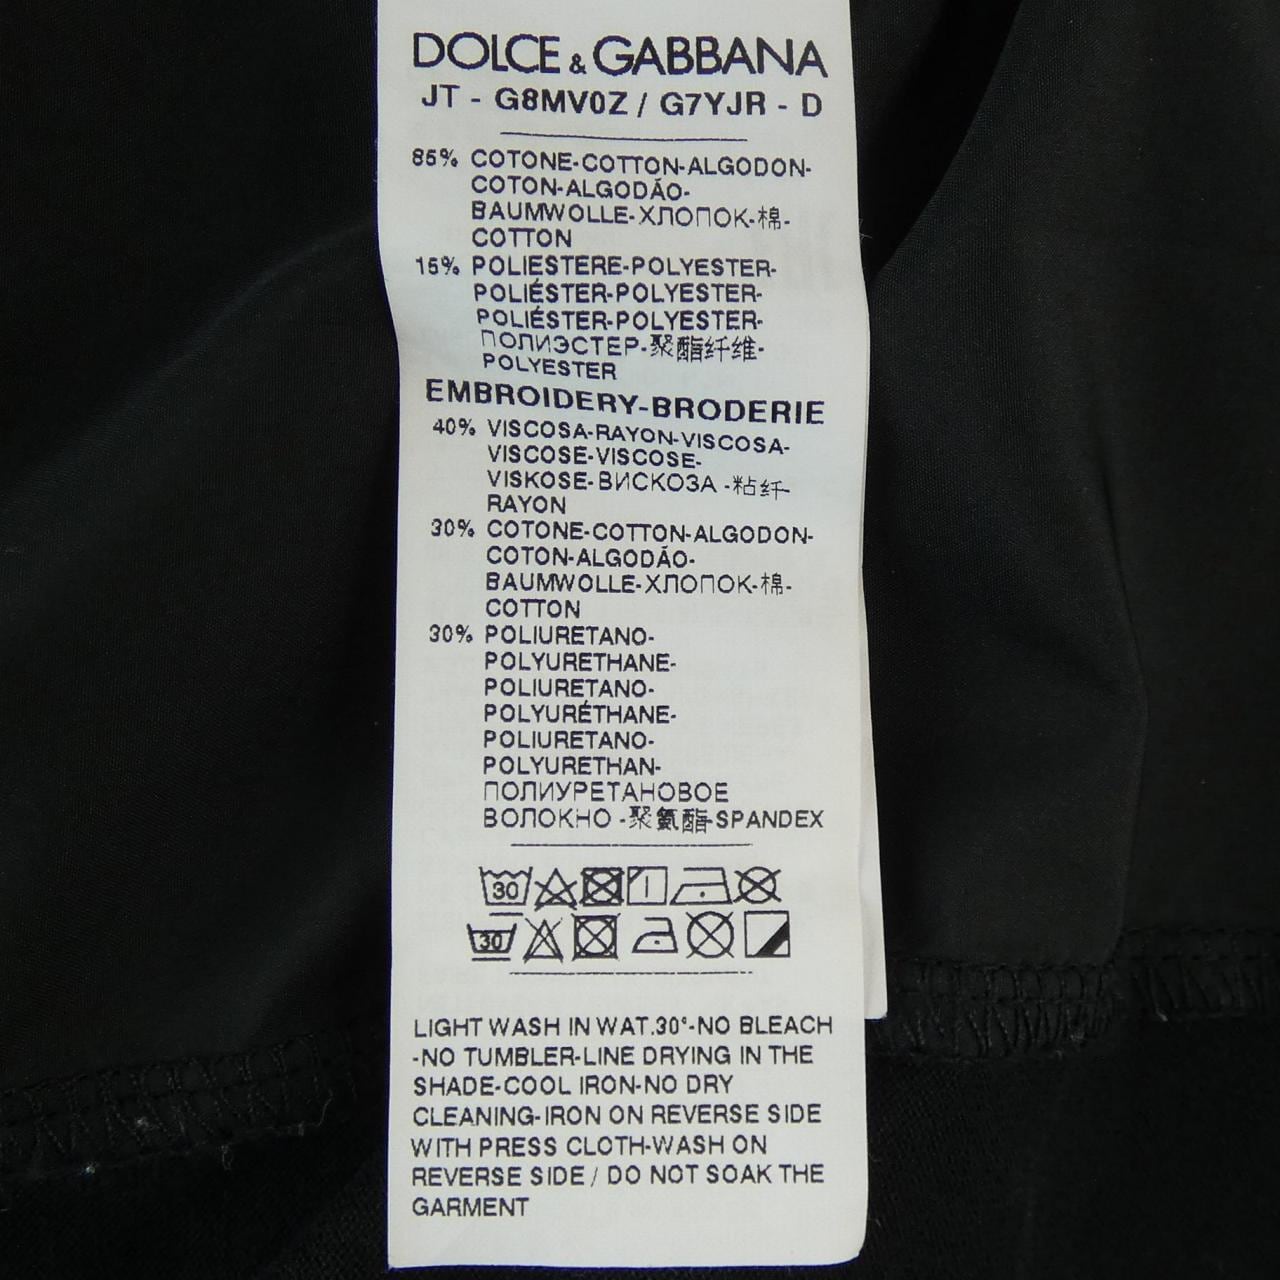 DOLCE & GABBANA
JT - G8MV0Z / G7YJR - D
85% COTONE-COTTON-ALGODON-
COTON-ALGODÃO-
BAUMWOLLE-ХЛОПОК-棉-
COTTON
15% POLIESTERE-POLYESTER-
POLIÉSTER-POLYESTER-
POLIÉSTER-POLYESTER-
ПОЛИЭСТЕР-聚酯纤维-
POLYESTER
EMBROIDERY-BRODERIE
40% VISCOSA-RAYON-VISCOSA-
VISCOSE-VISCOSE-
VISKOSE-ВИСКОЗА -粘纤-
RAYON
30% COTONE-COTTON-ALGODON-
COTON-ALGODÃO-
BAUMWOLLE-ХЛОПОК-棉-
COTTON
30% POLIURETANO-
POLYURETHANE-
POLIURETANO-
POLYURÉTHANE-
POLIURETANO-
POLYURETHAN-
ПОЛИУРЕТАНОВОЕ
ВОЛОКНО -聚氨酯-SPANDEX
30
30
LIGHT WASH IN WAT.30°-NO BLEACH
-NO TUMBLER-LINE DRYING IN THE
SHADE-COOL IRON-NO DRY
CLEANING-IRON ON REVERSE SIDE
WITH PRESS CLOTH-WASH ON
REVERSE SIDE / DO NOT SOAK THE
GARMENT